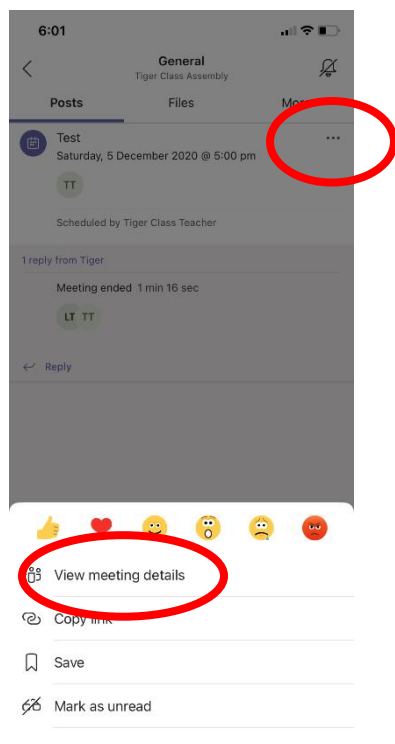 6:01
General
Tiger Class Assembly
Posts Files More
Test
Saturday, 5 December 2020 @ 5:00 pm
TT
Scheduled by Tiger Class Teacher
1 reply from Tiger
Meeting ended 1 min 16 sec
LT TT
Reply
View meeting details
Copy link
Save
Mark as unread